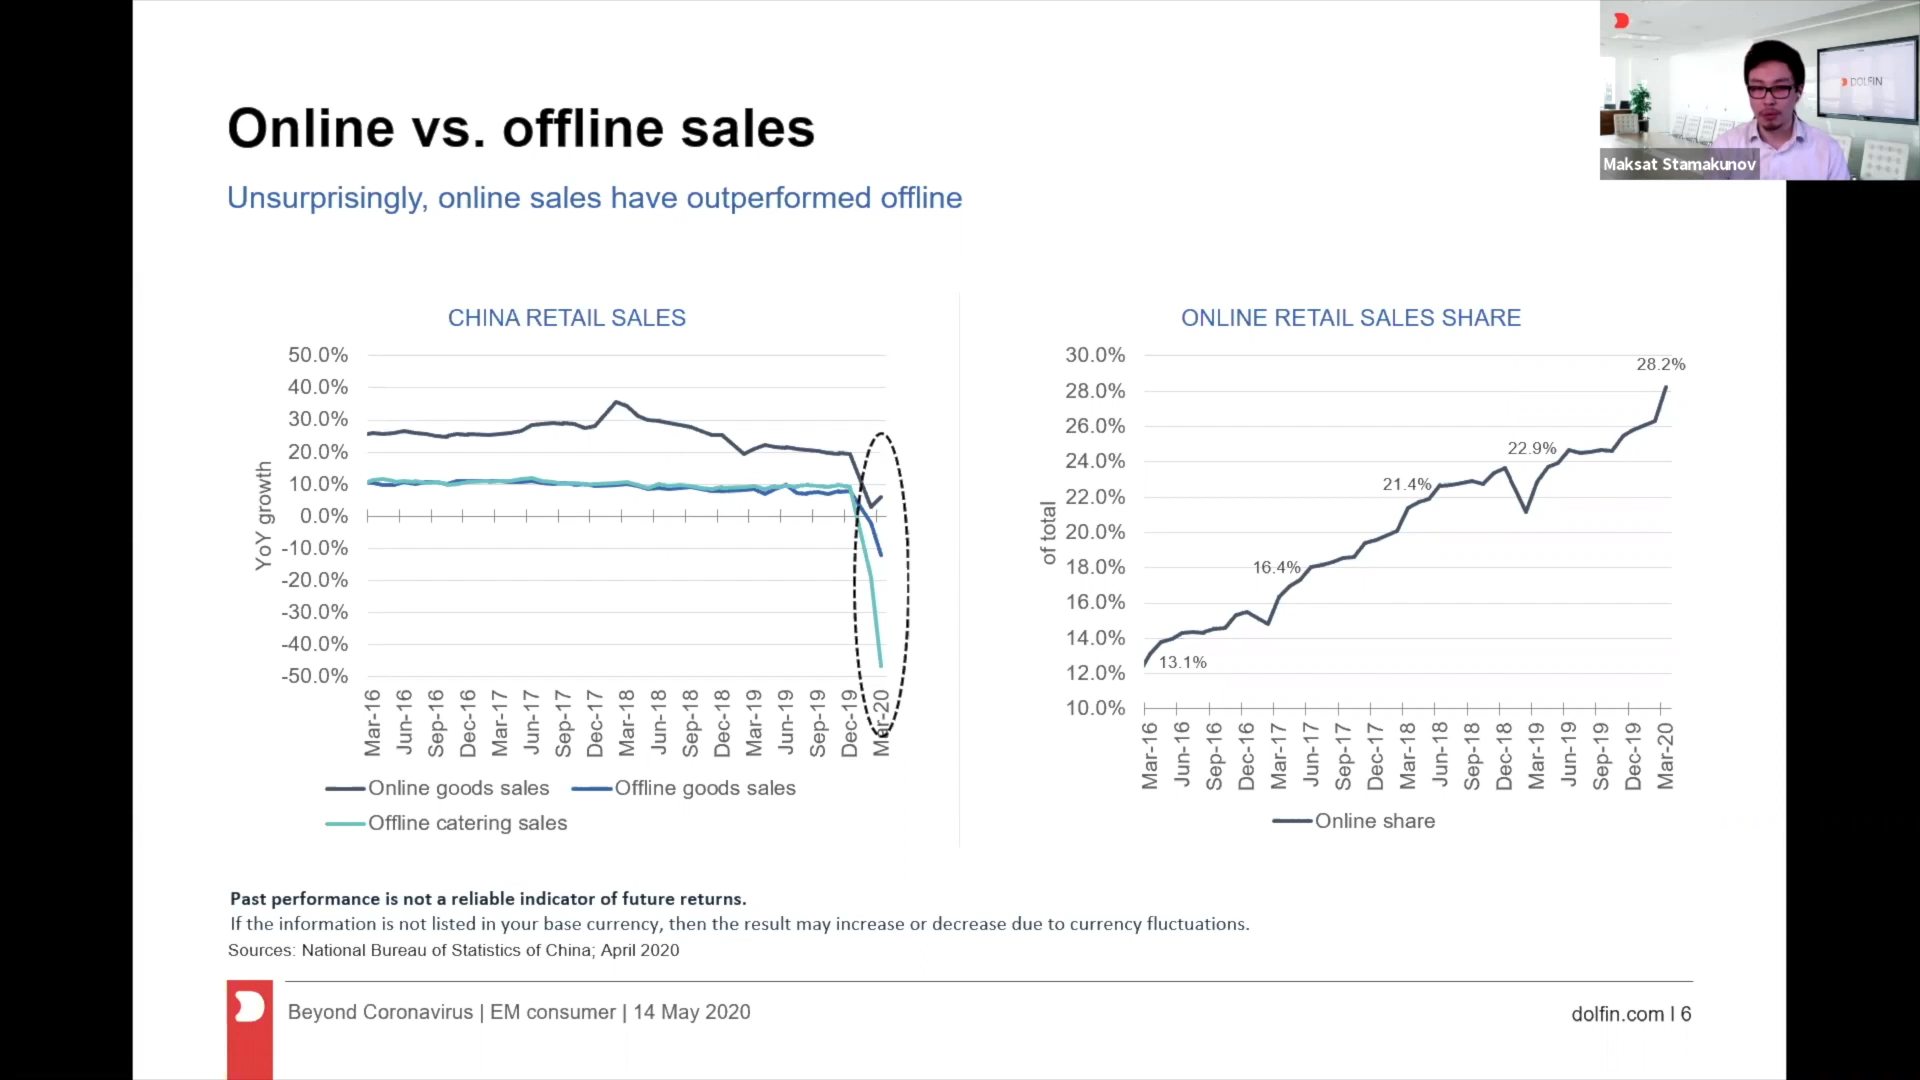 DOLFIN
Maksat Stamakunov
Online vs. offline sales
Unsurprisingly, online sales have outperformed offline
CHINA RETAIL SALES
50.0%
40.0%
30.0%
20.0%
10.0%
0.0%
-10.0%
-20.0%
-30.0%
-40.0%
-50.0%
YoY growth
Mar-16
Jun-16
Sep-16
Dec-16
Mar-17
Jun-17
Sep-17
Dec-17
Mar-18
Jun-18
Sep-18
Dec-18
Mar-19
Jun-19
Sep-19
Dec-19
Mar-20
Online goods sales
Offline goods sales
Offline catering sales
ONLINE RETAIL SALES SHARE
30.0%
28.0%
26.0%
24.0%
22.0%
20.0%
18.0%
16.0%
14.0%
12.0%
10.0%
of total
13.1%
16.4%
21.4%
22.9%
28.2%
Mar-16
Jun-16
Sep-16
Dec-16
Mar-17
Jun-17
Sep-17
Dec-17
Mar-18
Jun-18
Sep-18
Dec-18
Mar-19
Jun-19
Sep-19
Dec-19
Mar-20
Online share
Past performance is not a reliable indicator of future returns.
If the information is not listed in your base currency, then the result may increase or decrease due to currency fluctuations.
Sources: National Bureau of Statistics of China; April 2020
Beyond Coronavirus | EM consumer | 14 May 2020
dolfin.com l 6